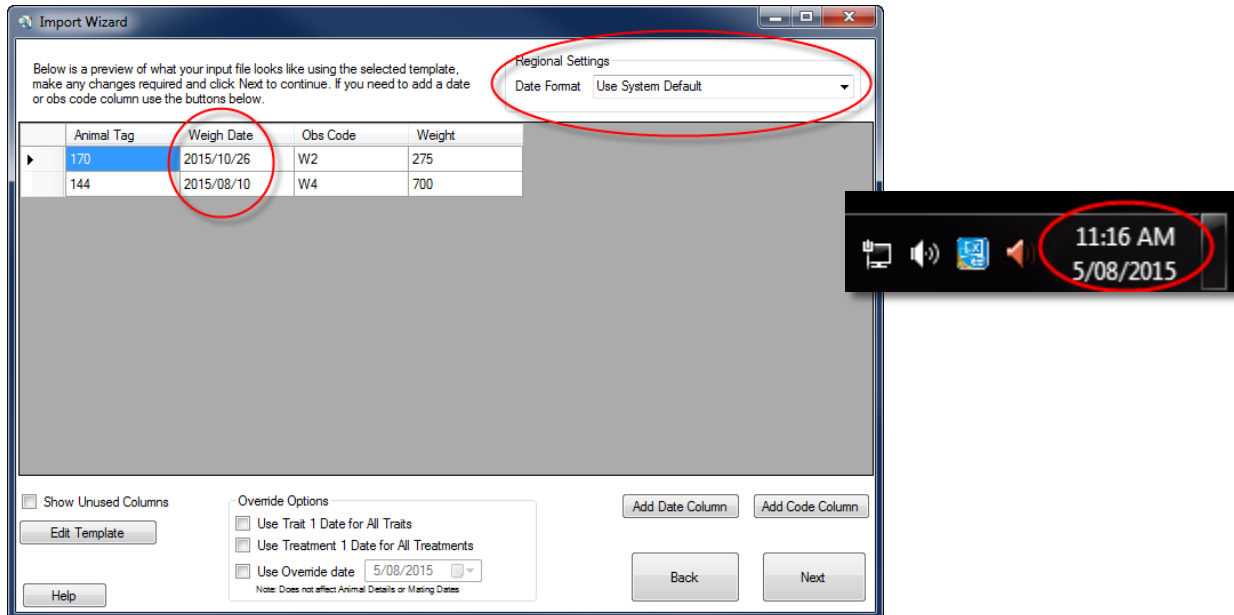 Import Wizard
Below is a preview of what your input file looks like using the selected template,
make any changes required and click Next to continue. If you need to add a date
or obs code column use the buttons below.
Regional Settings
Date Format Use System Default
Animal Tag Weigh Date Obs Code Weight
170 2015/10/26 W2 275
144 2015/08/10 W4 700
11:16 AM
5/08/2015
Show Unused Columns
Edit Template
Help
Override Options
Use Trait 1 Date for All Traits
Use Treatment 1 Date for All Treatments
Use Override date 5/08/2015
Note: Does not affect Animal Details or Mating Dates
Add Date Column
Add Code Column
Back
Next